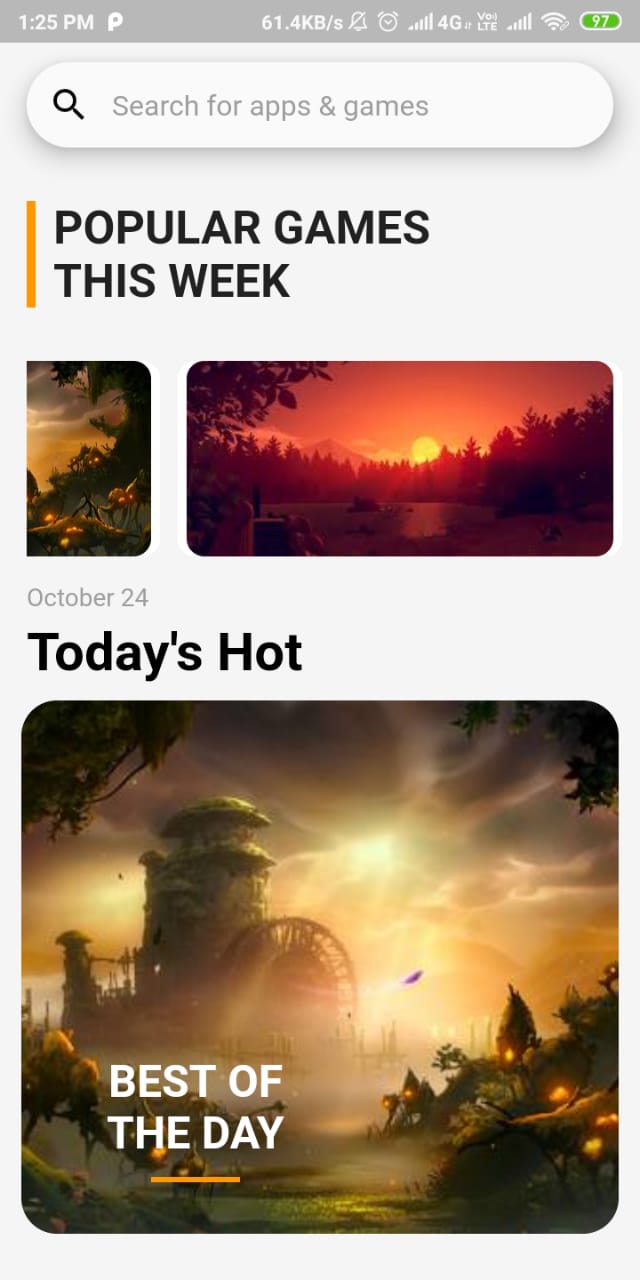 1:25 PM 61.4KB/s 4G Vo) LTE 97
Search for apps & games
POPULAR GAMES
THIS WEEK
October 24
Today's Hot
BEST OF
THE DAY